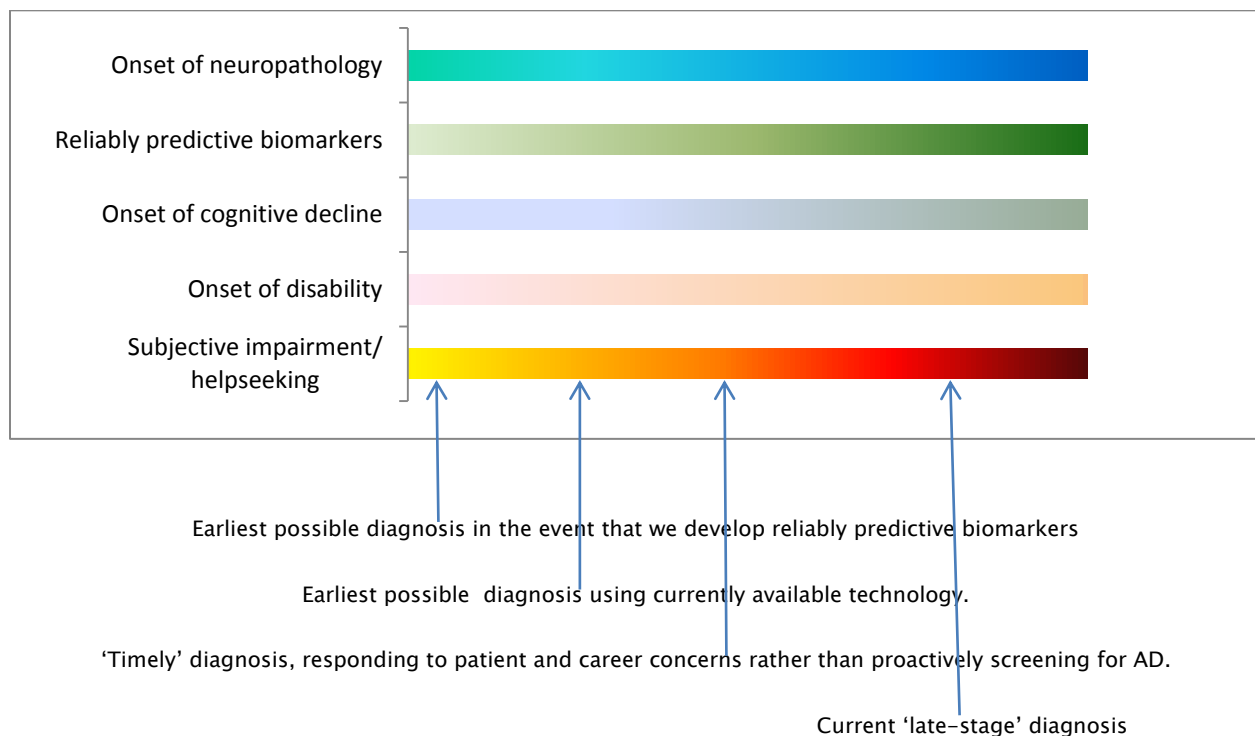 Onset of neuropathology
Reliably predictive biomarkers
Onset of cognitive decline
Onset of disability
Subjective impairment/
helpseeking
Earliest possible diagnosis in the event that we develop reliably predictive biomarkers
Earliest possible diagnosis using currently available technology.
‘Timely’ diagnosis, responding to patient and career concerns rather than proactively screening for AD.
Current ‘late-stage’ diagnosis